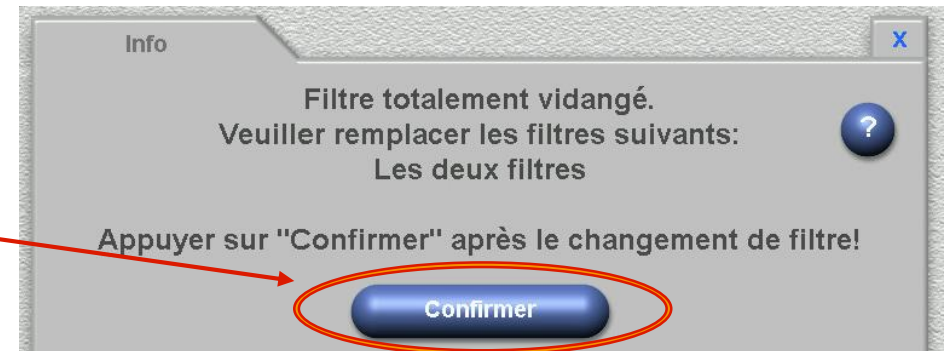 Info
X
Filtre totalement vidangé.
Veuiller remplacer les filtres suivants:
?
Les deux filtres
Appuyer sur "Confirmer" après le changement de filtre!
Confirmer